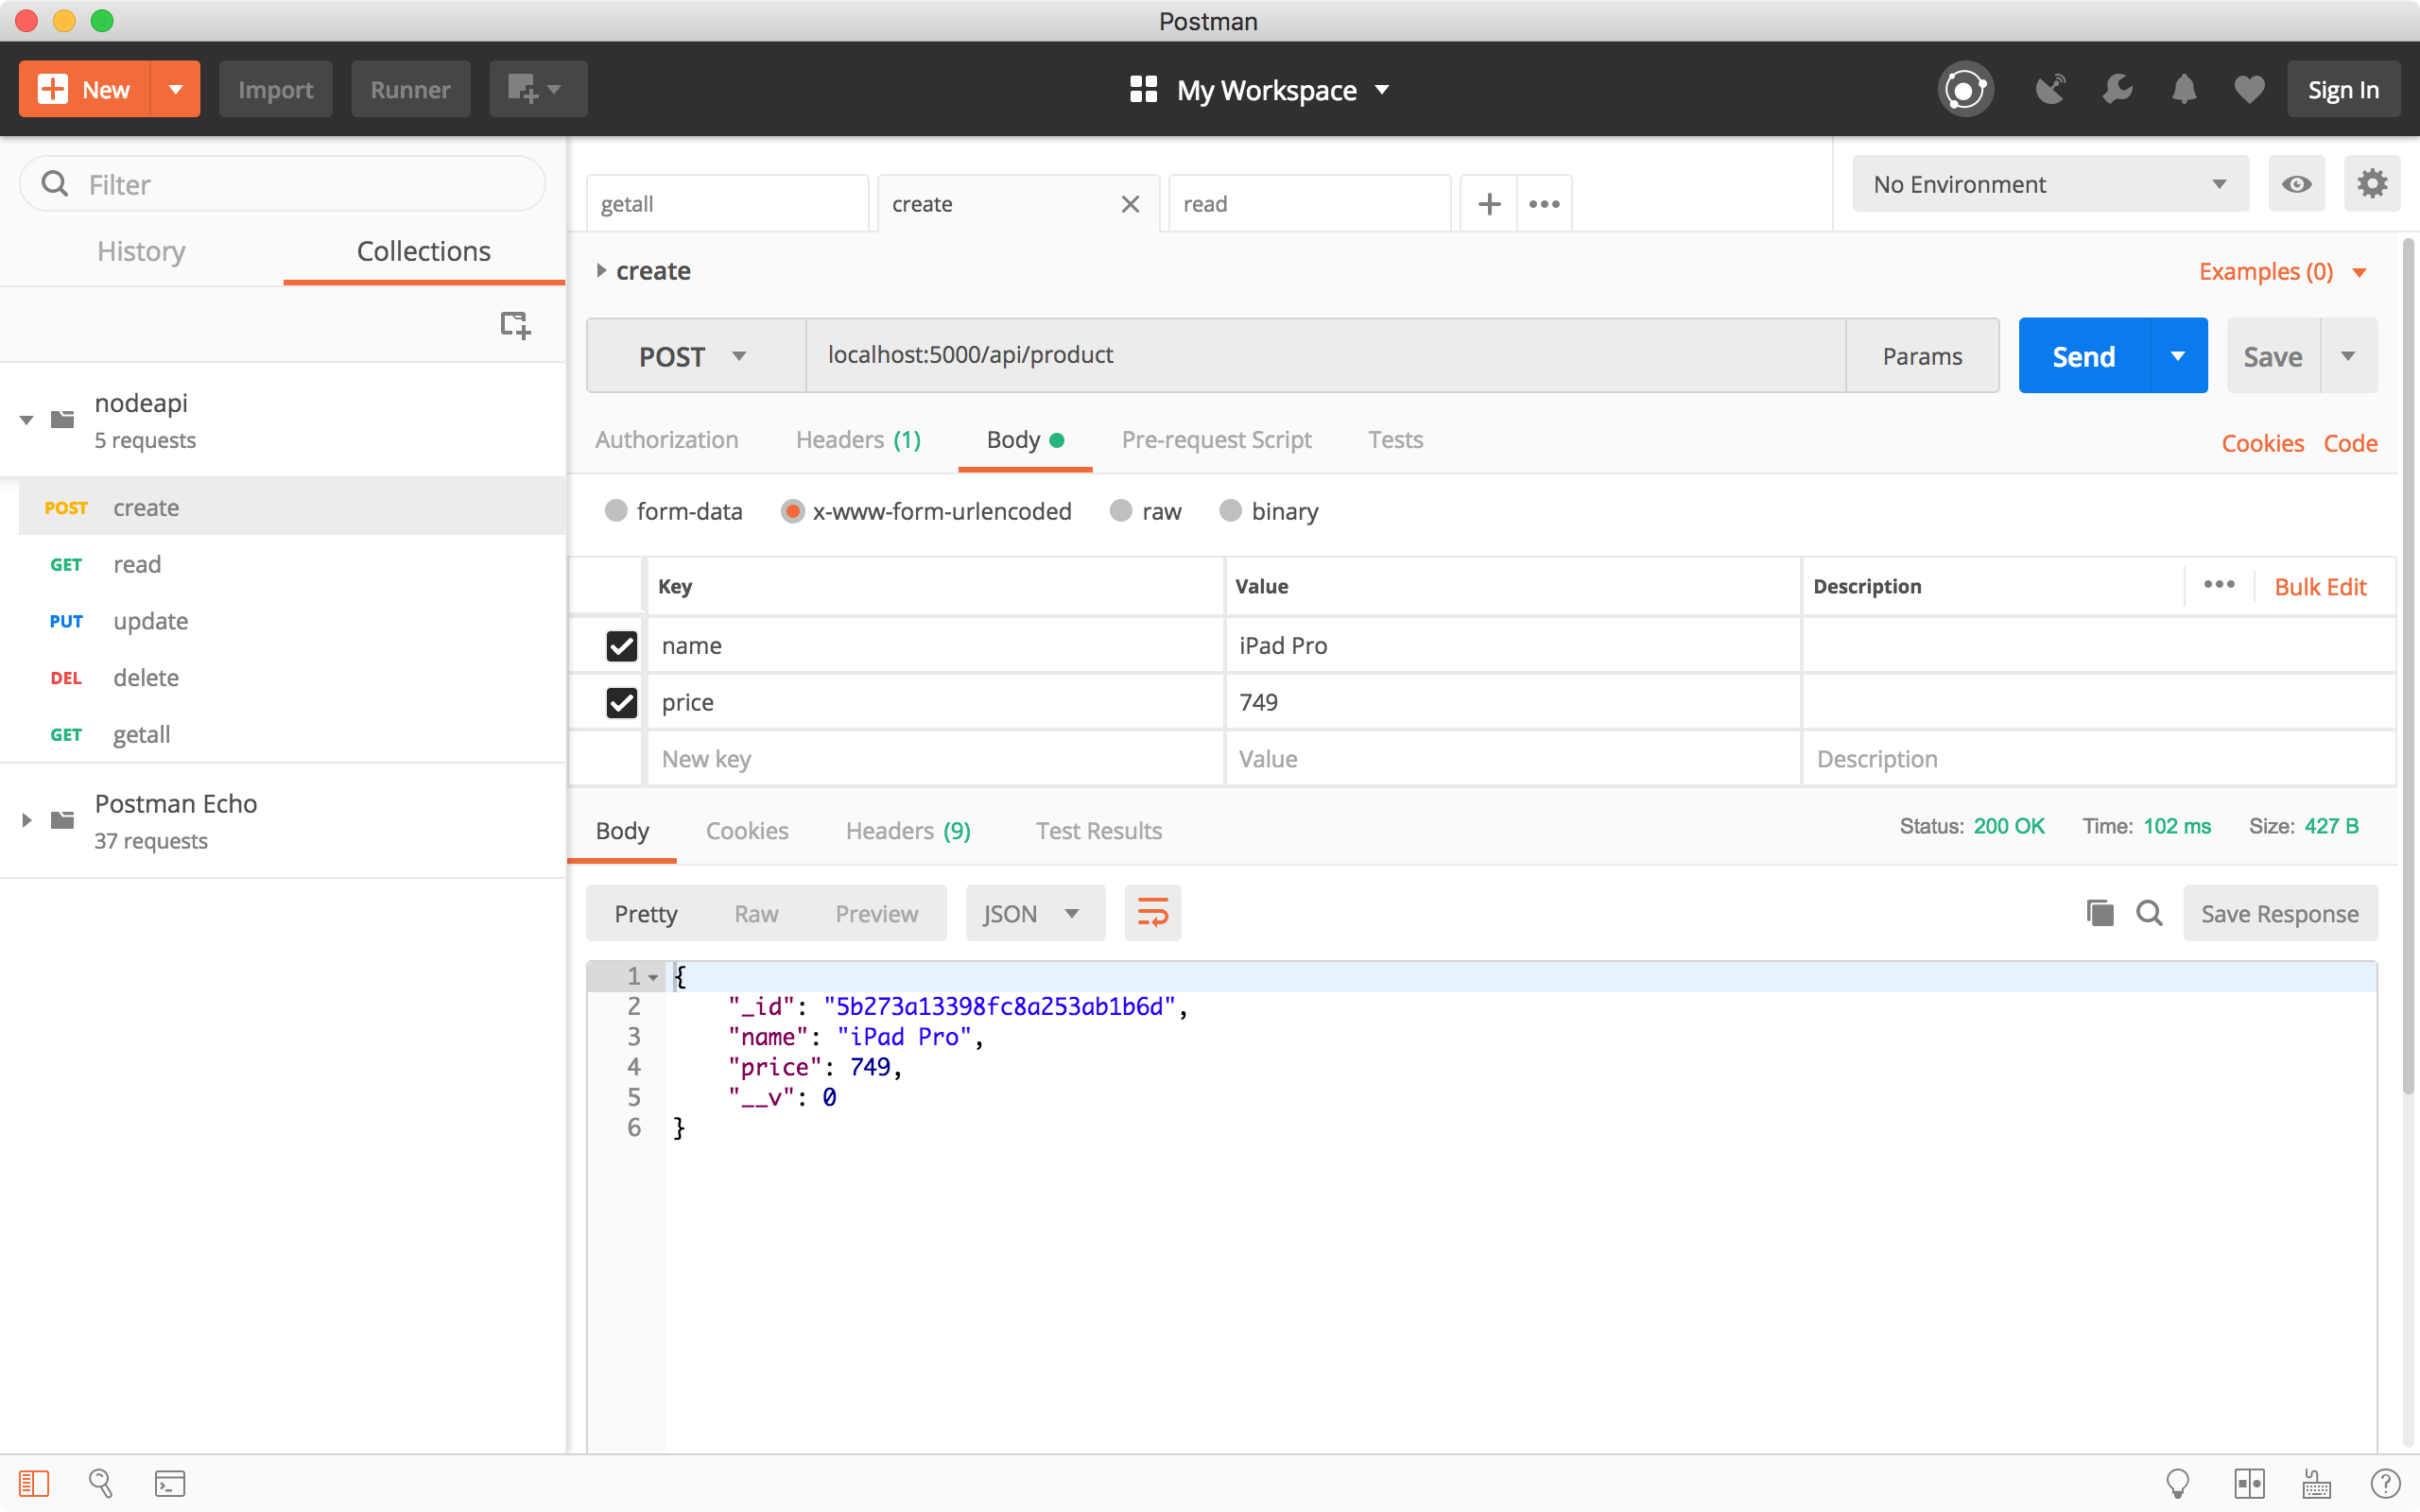 Postman
New
Import
Runner
My Workspace
Sign In
Filter
History
Collections
nodeapi
5 requests
POST create
GET read
PUT update
DEL delete
GET getall
Postman Echo
37 requests
getall
create
read
No Environment
create
Examples (0)
POST
localhost:5000/api/product
Params
Send
Save
Authorization
Headers (1)
Body
Pre-request Script
Tests
Cookies
Code
form-data
x-www-form-urlencoded
raw
binary
Key Value Description
Bulk Edit
name iPad Pro
price 749
New key Value Description
Body
Cookies
Headers (9)
Test Results
Status: 200 OK
Time: 102 ms
Size: 427 B
Pretty
Raw
Preview
JSON
Save Response
1 {
2 "_id": "5b273a13398fc8a253ab1b6d",
3 "name": "iPad Pro",
4 "price": 749,
5 "__v": 0
6 }